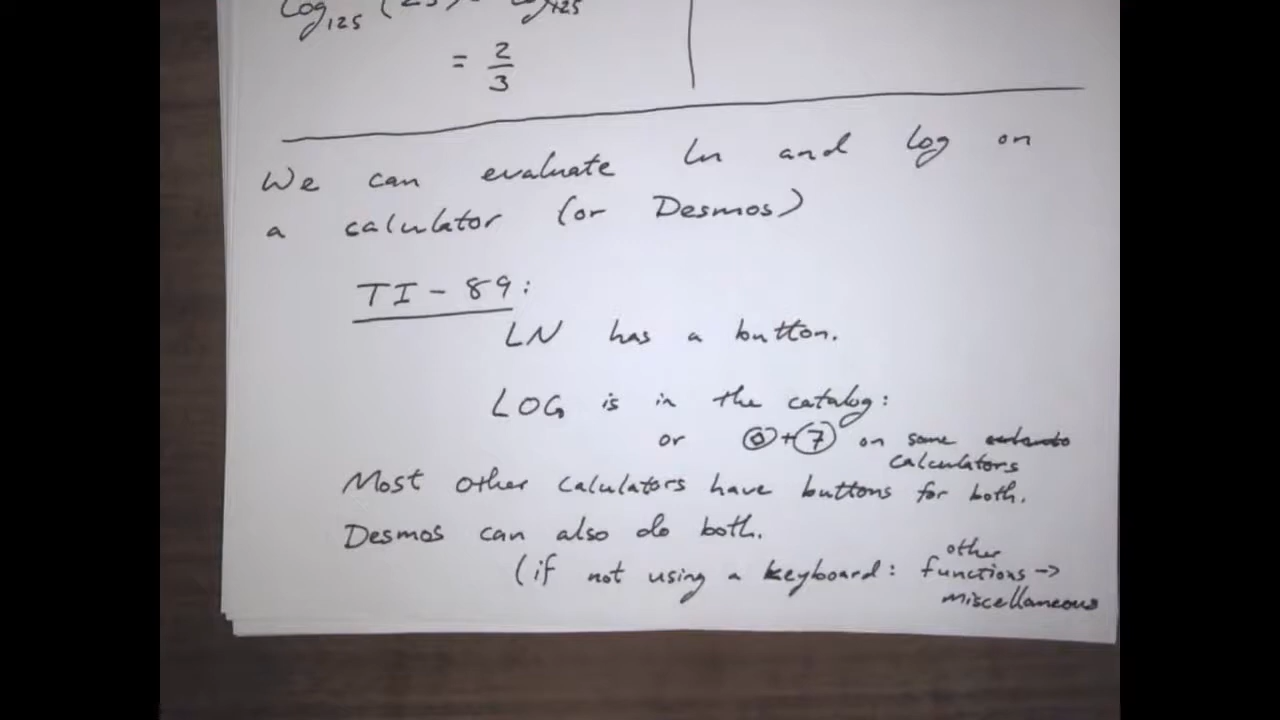 log₁₂₅
= 2/3
We can evaluate ln and log on
a calculator (or Desmos)
TI-89:
LN has a button.
LOG is in the catalog:
or + 7 on some
calculators
Most other calulators have buttons for both.
Desmos can also do both.
(if not using a keyboard: other
functions →
miscellaneous